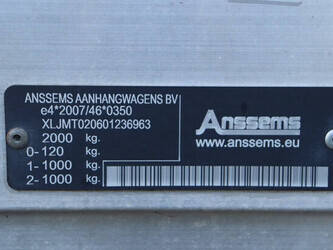 ANSSEMS AANHANGWAGENS BV
e4*2007/46*0350
XLJMT020601236963
2000 kg.
0-120 kg.
1-1000 kg.
2-1000 kg.
Anssems
www.anssems.eu